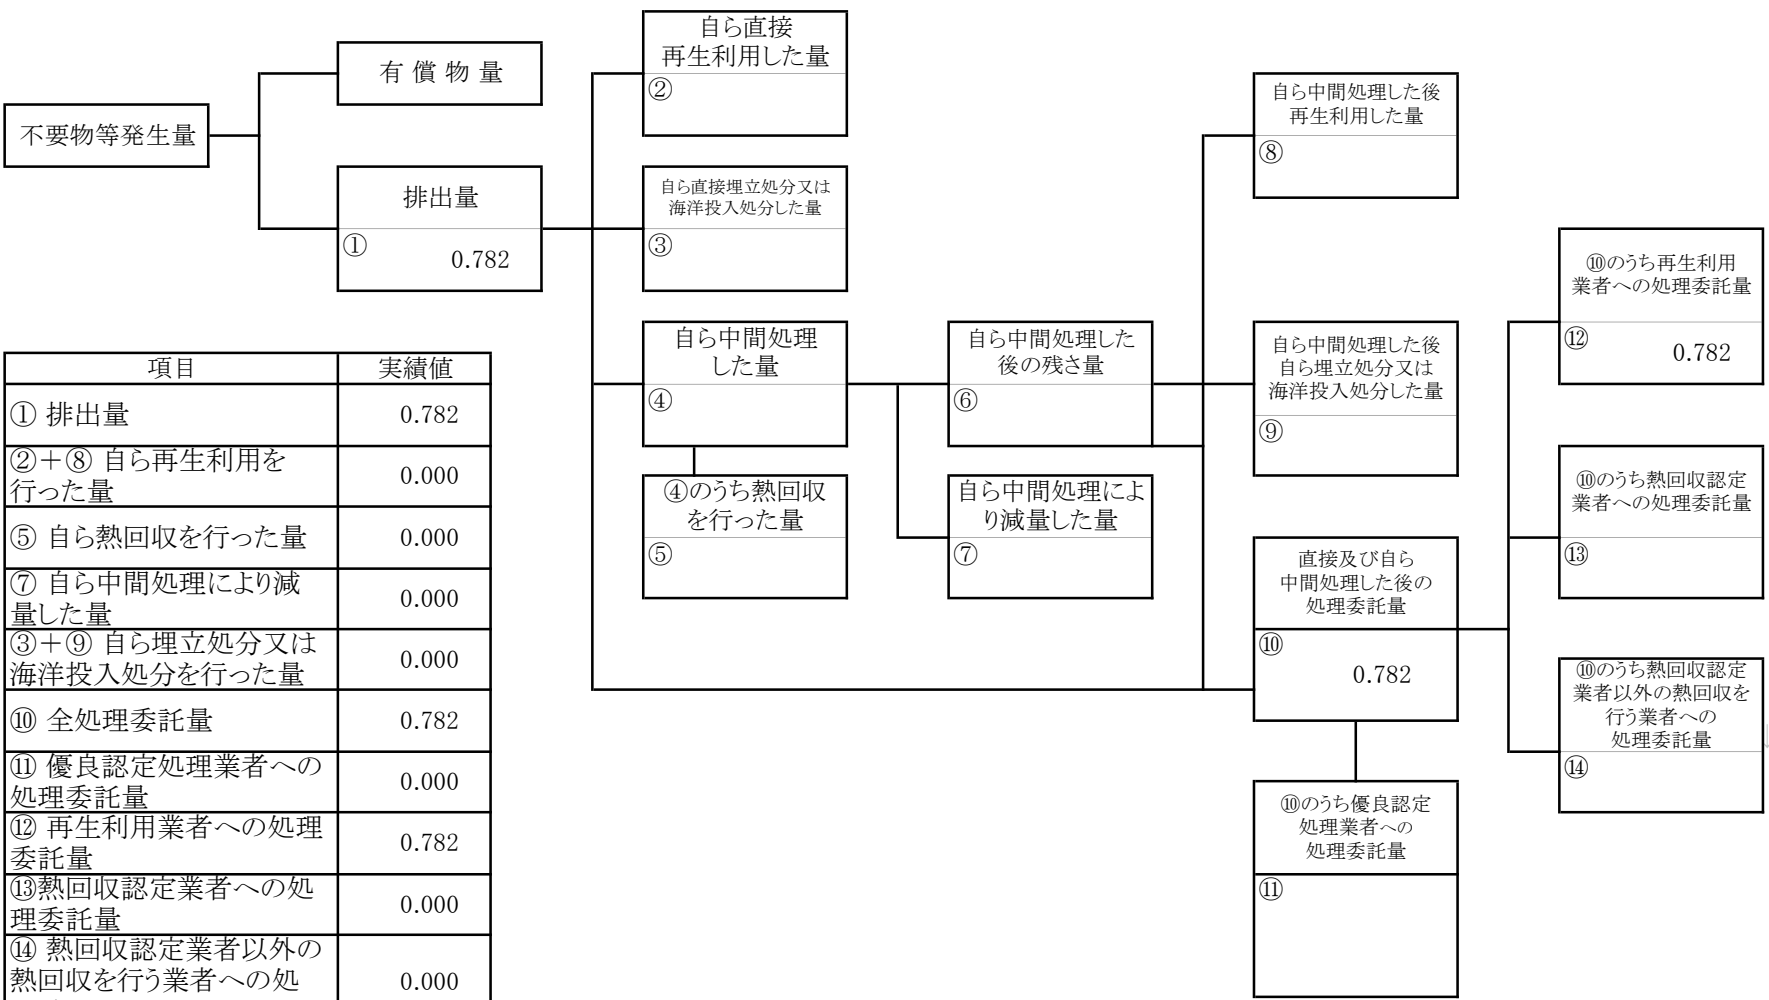 自ら直接
再生利用した量
②
有 償 物 量
不要物等発生量
排出量
①
0.782
自ら直接埋立処分又は
海洋投入処分した量
③
自ら中間処理した後
再生利用した量
⑧
自ら中間処理
した量
④
自ら中間処理した
後の残さ量
⑥
自ら中間処理した後
自ら埋立処分又は
海洋投入処分した量
⑨
⑩のうち再生利用
業者への処理委託量
⑫
0.782
④のうち熱回収
を行った量
⑤
自ら中間処理によ
り減量した量
⑦
直接及び自ら
中間処理した後の
処理委託量
⑩
0.782
⑩のうち熱回収認定
業者への処理委託量
⑬
⑩のうち熱回収認定
業者以外の熱回収を
行う業者への
処理委託量
⑭
⑩のうち優良認定
処理業者への
処理委託量
⑪
項目 実績値
① 排出量 0.782
②＋⑧ 自ら再生利用を
行った量 0.000
⑤ 自ら熱回収を行った量 0.000
⑦ 自ら中間処理により減
量した量 0.000
③＋⑨ 自ら埋立処分又は
海洋投入処分を行った量 0.000
⑩ 全処理委託量 0.782
⑪ 優良認定処理業者への
処理委託量 0.000
⑫ 再生利用業者への処理
委託量 0.782
⑬熱回収認定業者への処
理委託量 0.000
⑭ 熱回収認定業者以外の
熱回収を行う業者への処 0.000